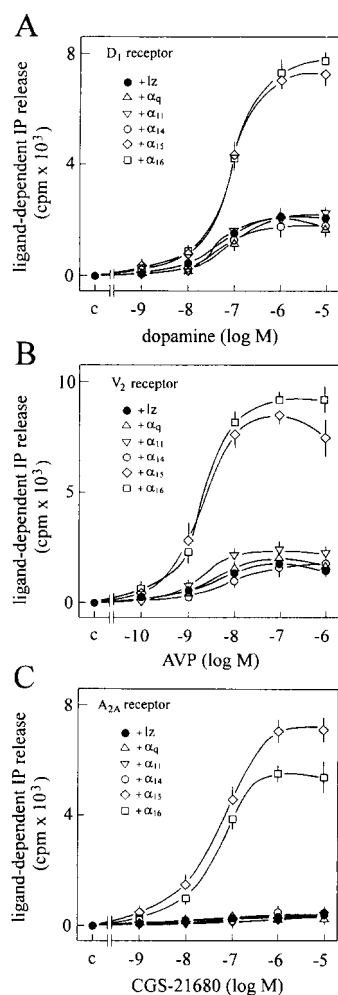 A
D₁ receptor
+ lz
+ αq
+ α₁₁
+ α₁₄
+ α₁₅
+ α₁₆
ligand-dependent IP release
(cpm x 10³)
8
4
0
c -9 -8 -7 -6 -5
dopamine (log M)
B
V₂ receptor
+ lz
+ αq
+ α₁₁
+ α₁₄
+ α₁₅
+ α₁₆
ligand-dependent IP release
(cpm x 10³)
10
5
0
c -10 -9 -8 -7 -6
AVP (log M)
C
A₂A receptor
+ lz
+ αq
+ α₁₁
+ α₁₄
+ α₁₅
+ α₁₆
ligand-dependent IP release
(cpm x 10³)
8
4
0
c -9 -8 -7 -6 -5
CGS-21680 (log M)